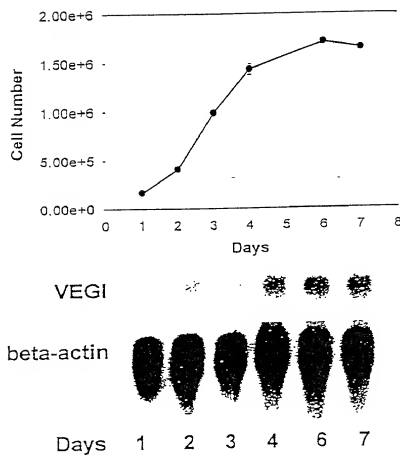 2.00e+6
1.50e+6
1.00e+6
5.00e+5
0.00e+0
Cell Number
0 1 2 3 4 5 6 7 8
Days
VEGI
beta-actin
Days 1 2 3 4 6 7